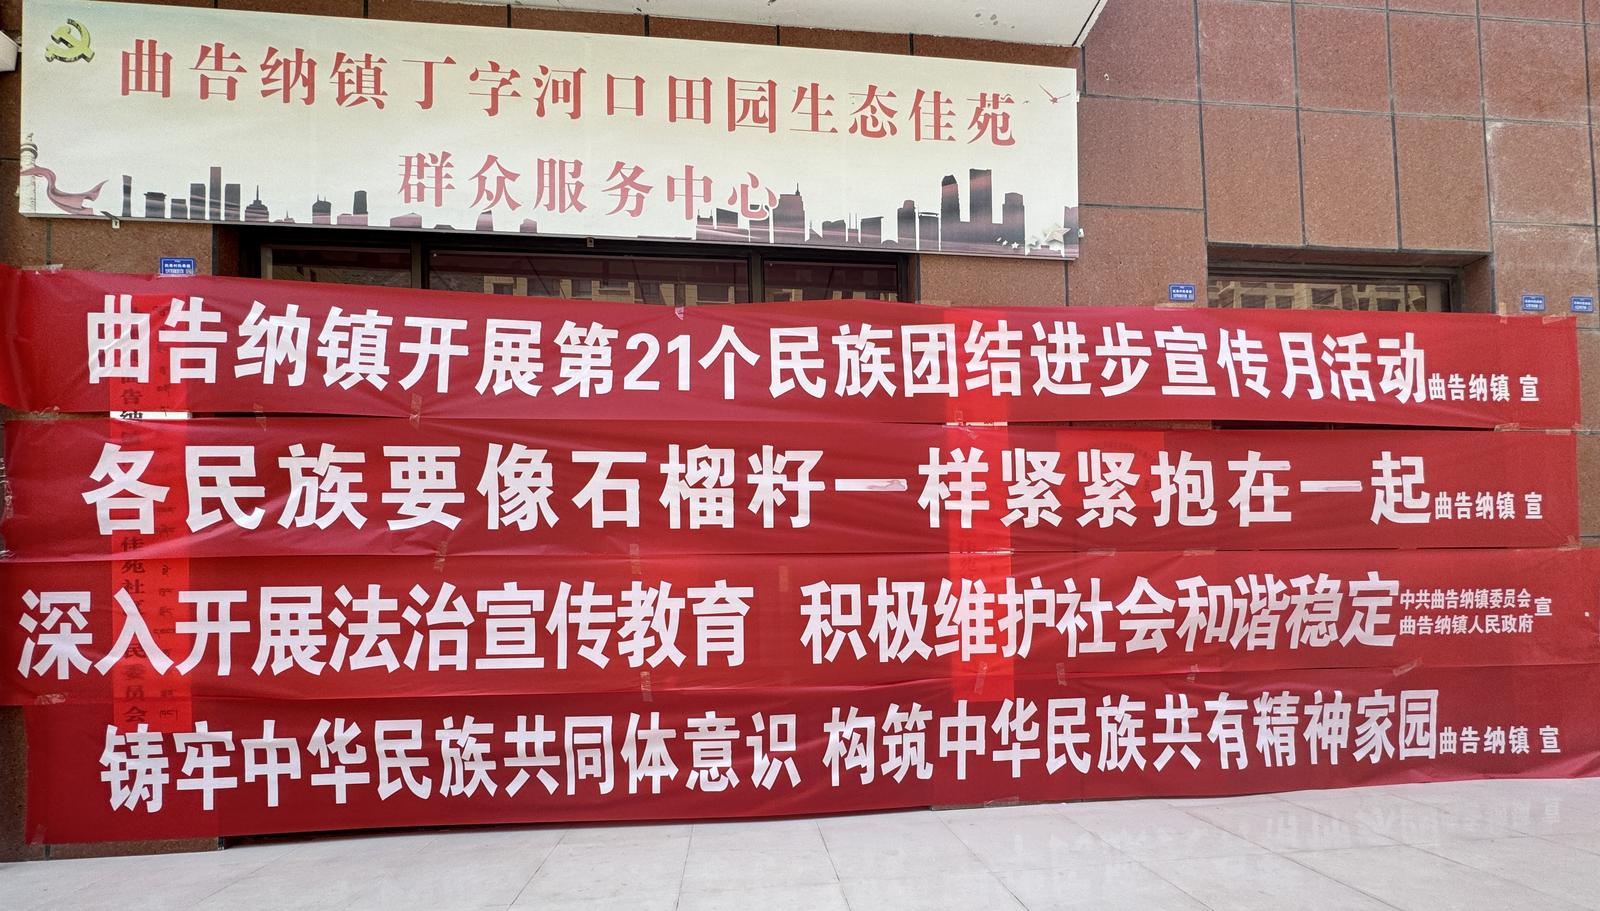 曲告纳镇丁字河口田园生态佳苑
群众服务中心
曲告纳镇开展第21个民族团结进步宣传月活动 曲告纳镇 宣
各民族要像石榴籽一样紧紧抱在一起 曲告纳镇 宣
深入开展法治宣传教育 积极维护社会和谐稳定 中共曲告纳镇委员会 曲告纳镇人民政府 宣
铸牢中华民族共同体意识 构筑中华民族共有精神家园 曲告纳镇 宣